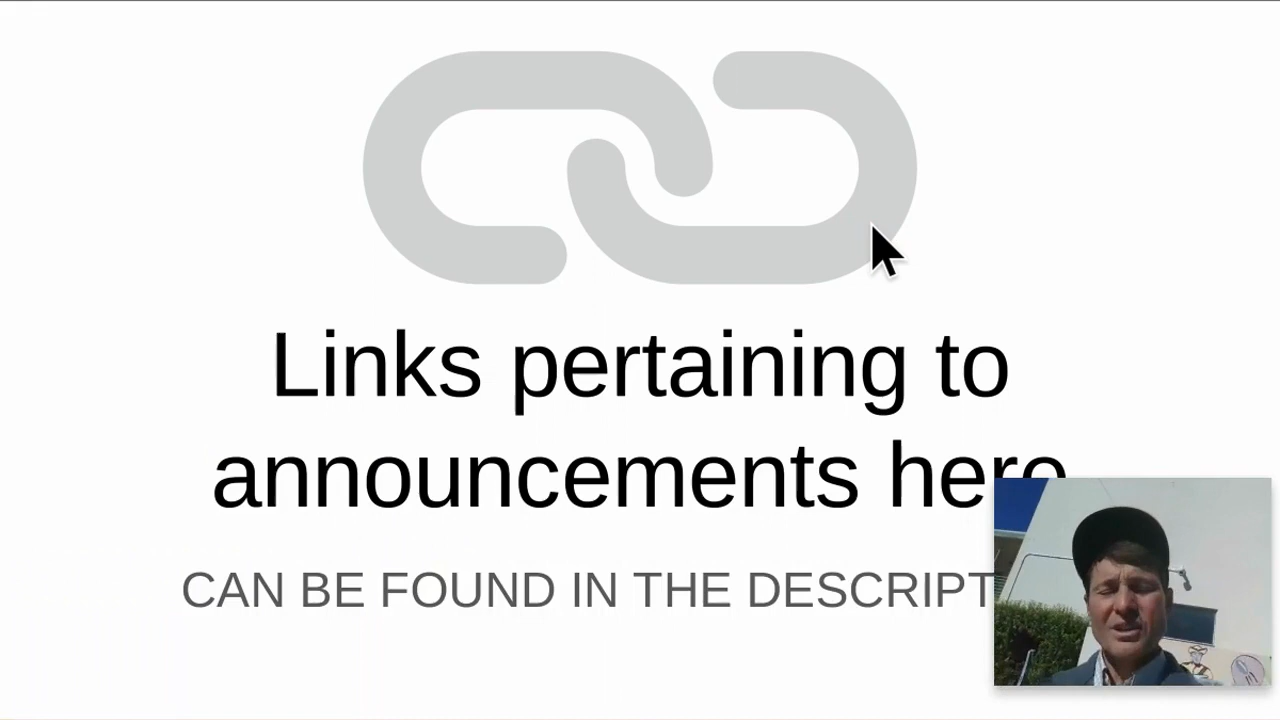 Links pertaining to
announcements here
CAN BE FOUND IN THE DESCRIPT